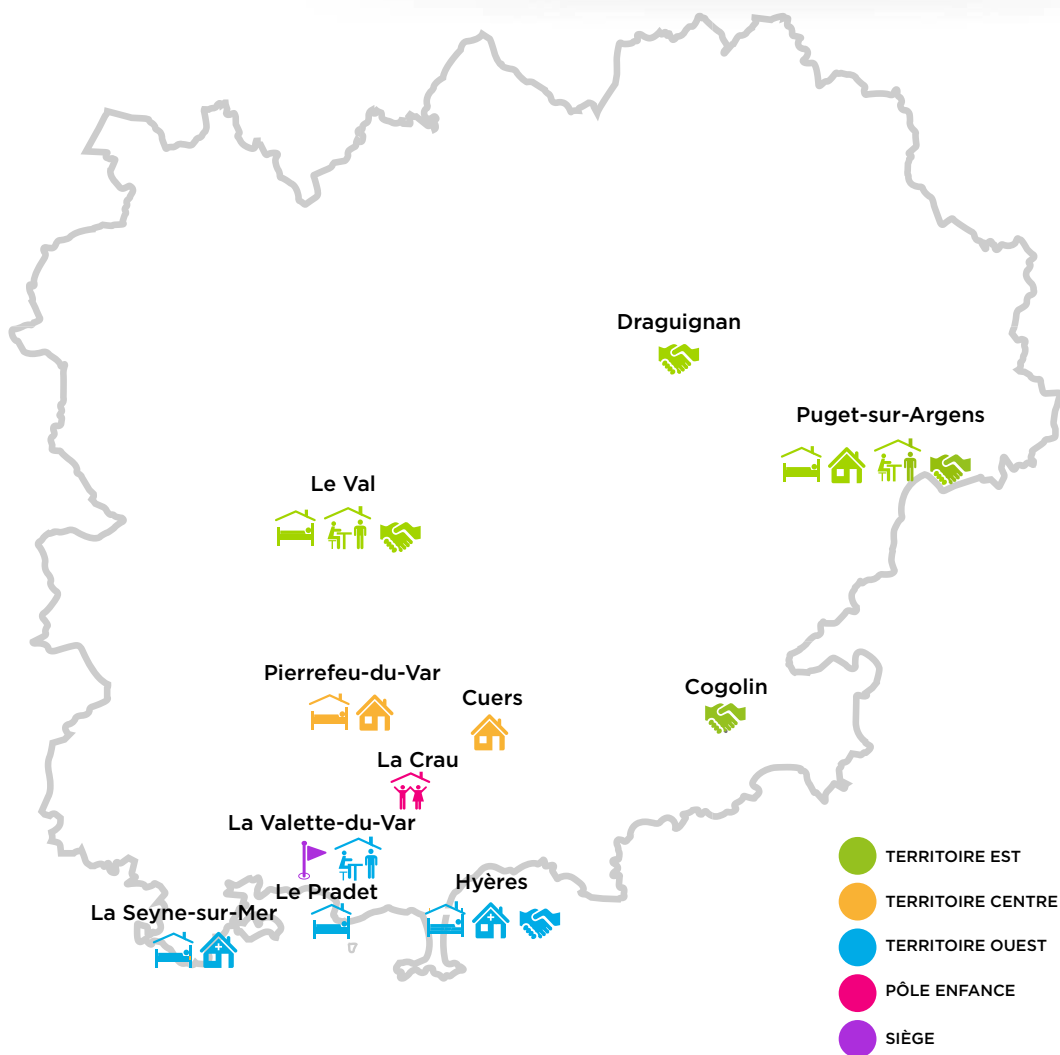 Draguignan
Puget-sur-Argens
Le Val
Pierrefeu-du-Var
Cuers
Cogolin
La Crau
La Valette-du-Var
Le Pradet
Hyères
La Seyne-sur-Mer
TERRITOIRE EST
TERRITOIRE CENTRE
TERRITOIRE OUEST
PÔLE ENFANCE
SIÈGE